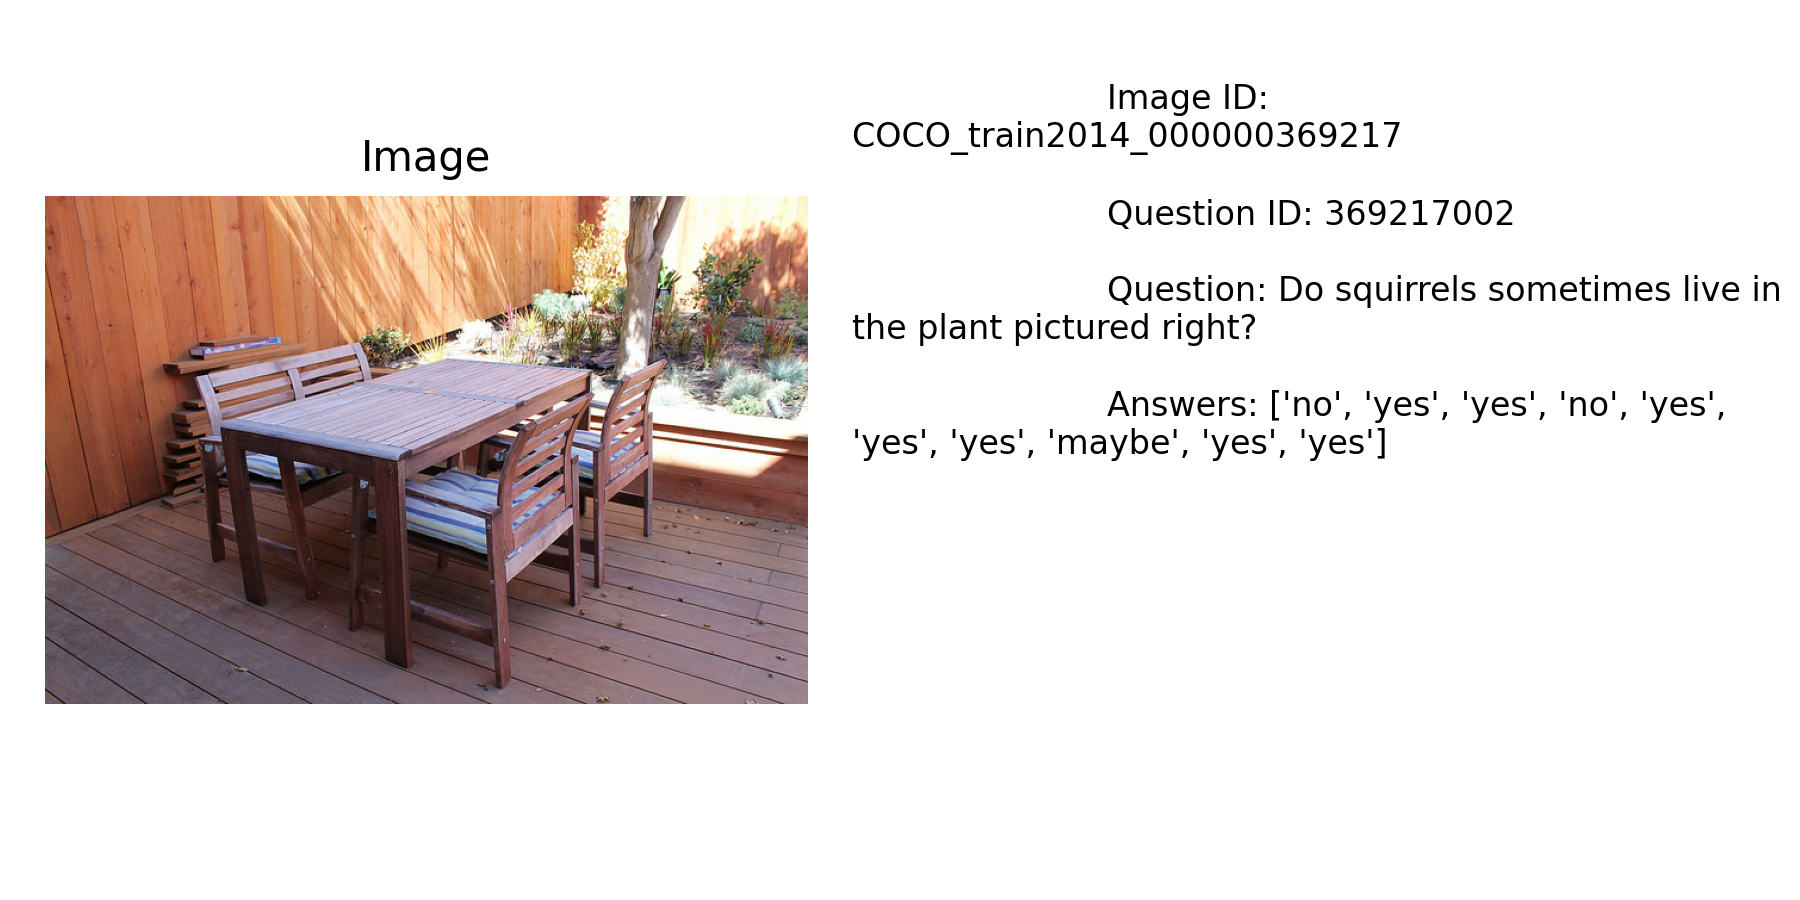 Image
Image ID:
COCO_train2014_000000369217
Question ID: 369217002
Question: Do squirrels sometimes live in
the plant pictured right?
Answers: ['no', 'yes', 'yes', 'no', 'yes',
'yes', 'yes', 'maybe', 'yes', 'yes']